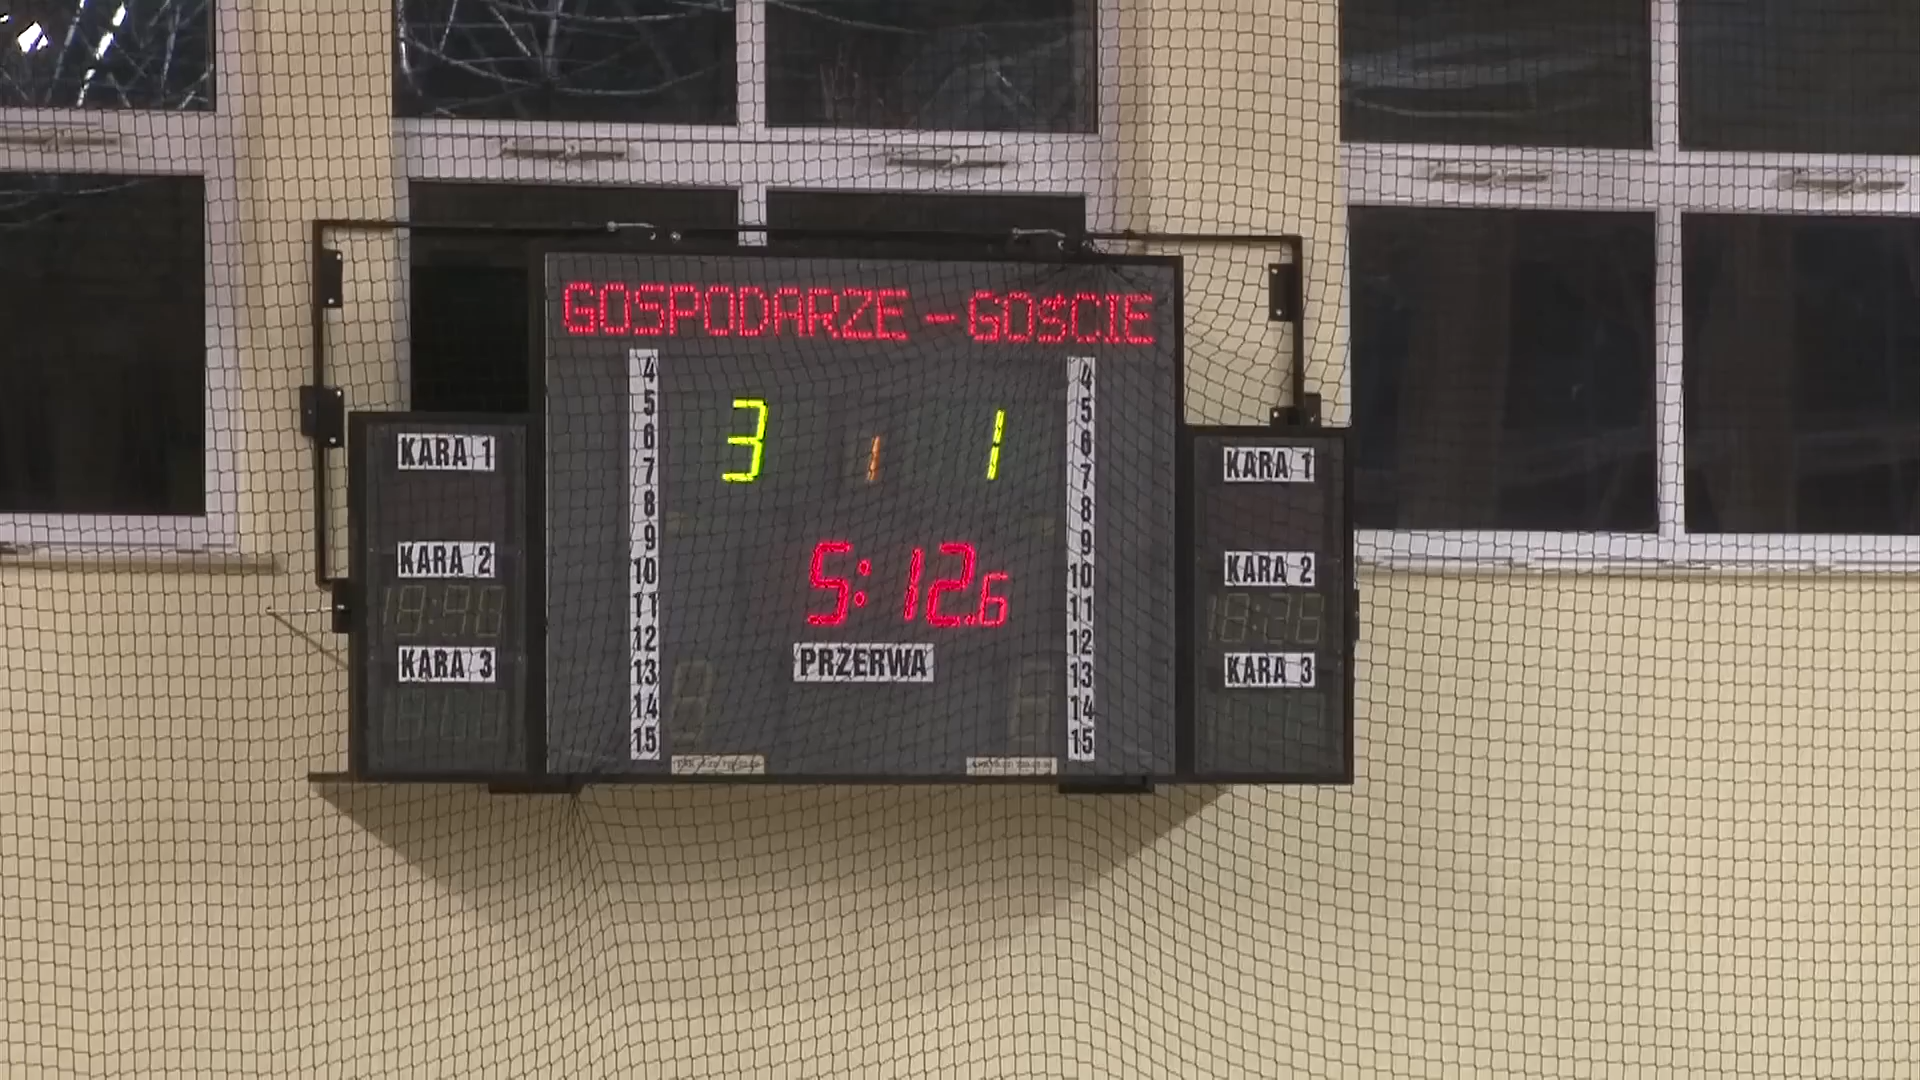 GOSPODARZE - GOŚCIE
4 4
5 5
6 6
7 7
8 8
9 9
10 10
11 11
12 12
13 13
14 14
15 15
3 1 1
5:12.6
PRZERWA
KARA 1
KARA 2
KARA 3
KARA 1
KARA 2
KARA 3